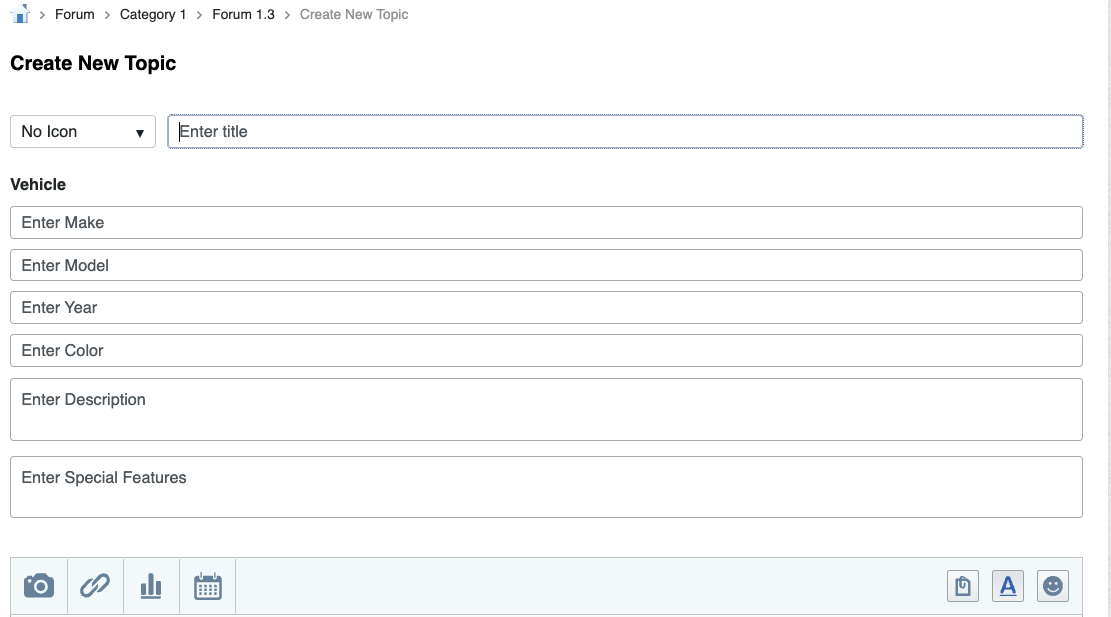 Forum > Category 1 > Forum 1.3 > Create New Topic
Create New Topic
No Icon
Enter title
Vehicle
Enter Make
Enter Model
Enter Year
Enter Color
Enter Description
Enter Special Features
A